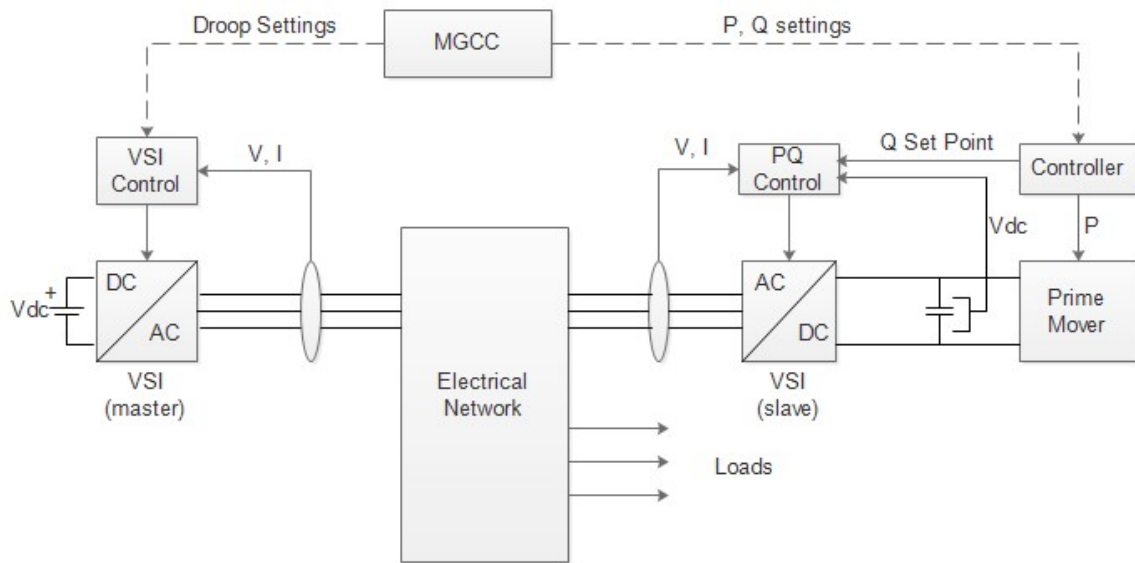 Droop Settings
MGCC
P, Q settings
VSI
Control
V, I
V, I
PQ
Control
Q Set Point
Controller
Vdc
P
Vdc
+
DC
AC
VSI
(master)
Electrical
Network
AC
DC
VSI
(slave)
Prime
Mover
Loads